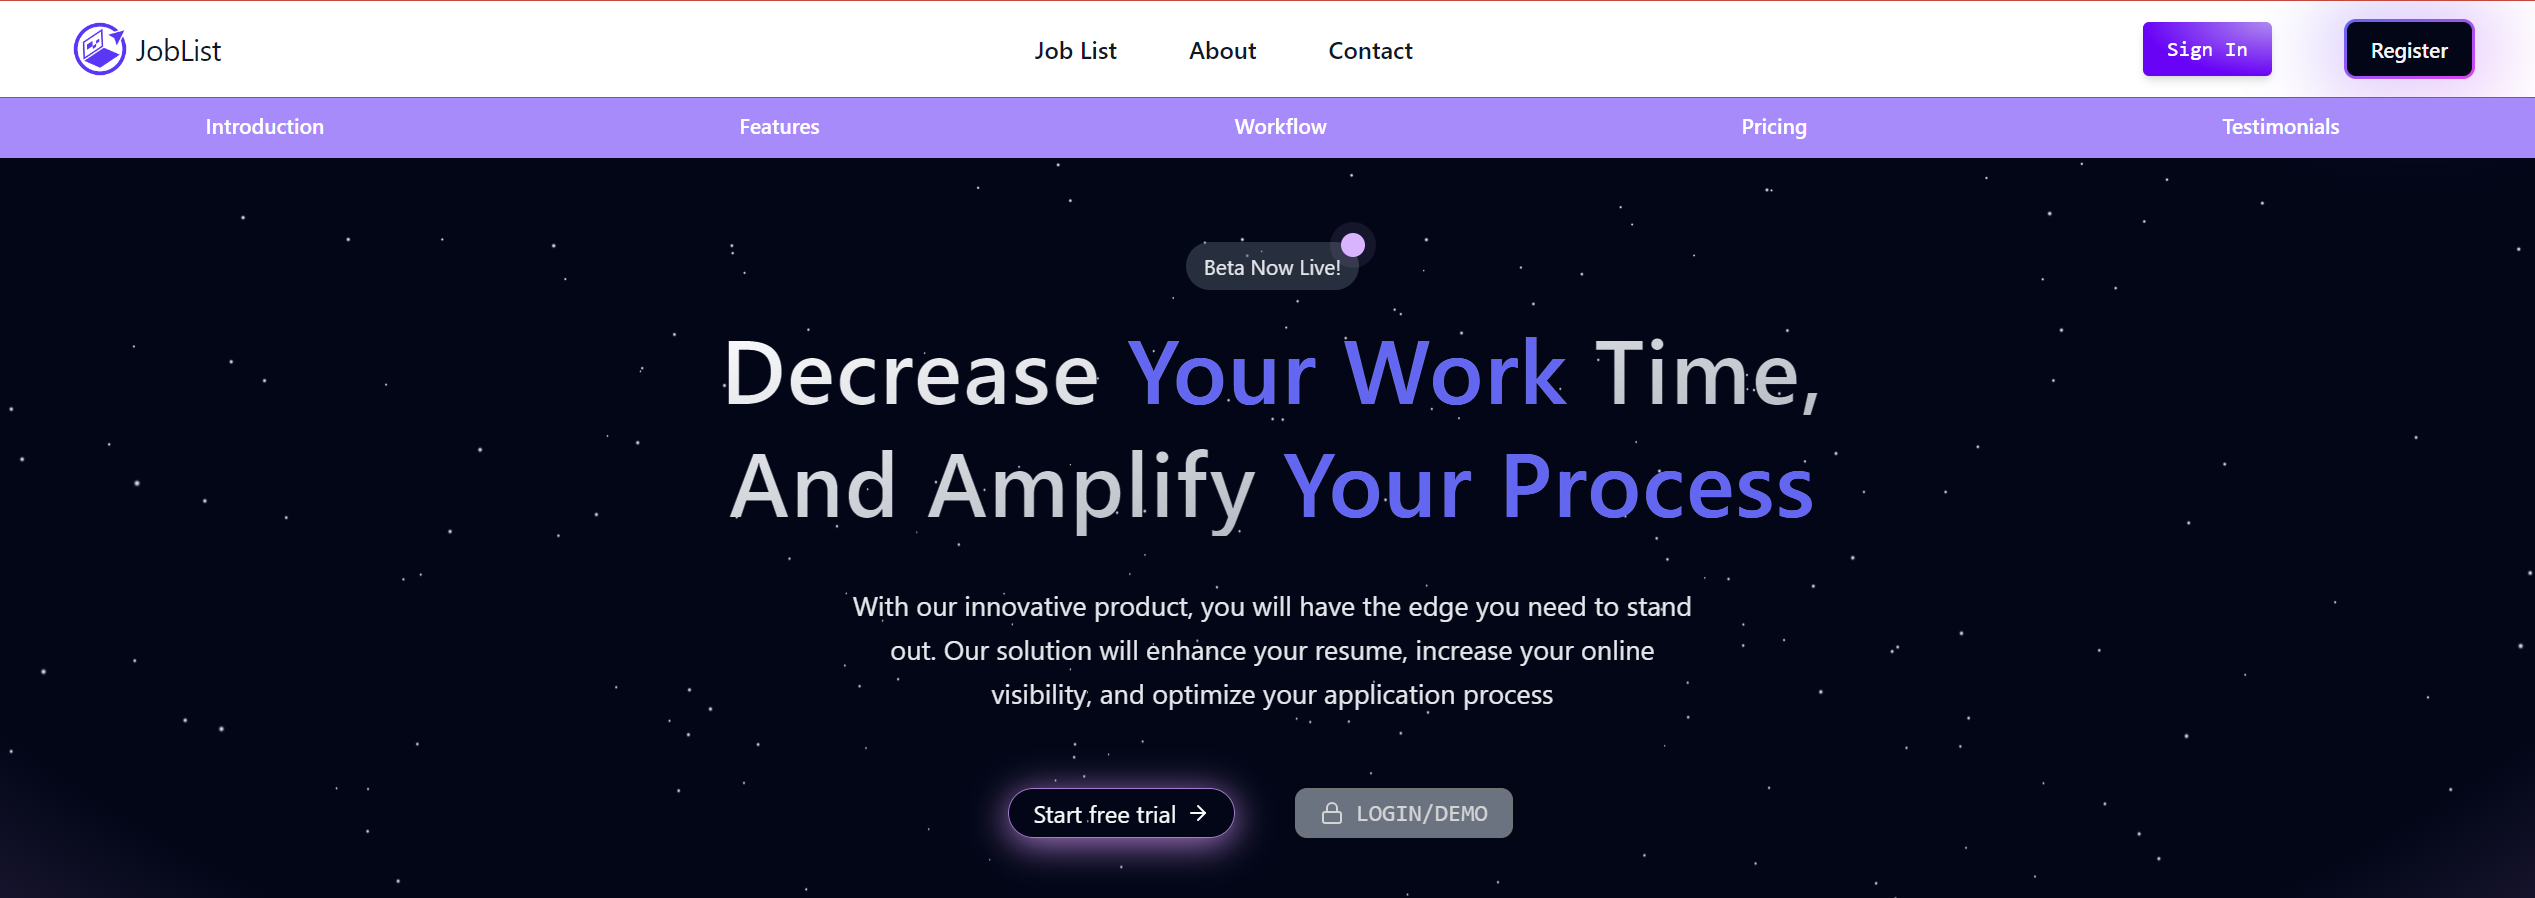 JobList
Job List
About
Contact
Sign In
Register
Introduction
Features
Workflow
Pricing
Testimonials
Beta Now Live!
Decrease Your Work Time,
And Amplify Your Process
With our innovative product, you will have the edge you need to stand
out. Our solution will enhance your resume, increase your online
visibility, and optimize your application process
Start free trial →
LOGIN/DEMO